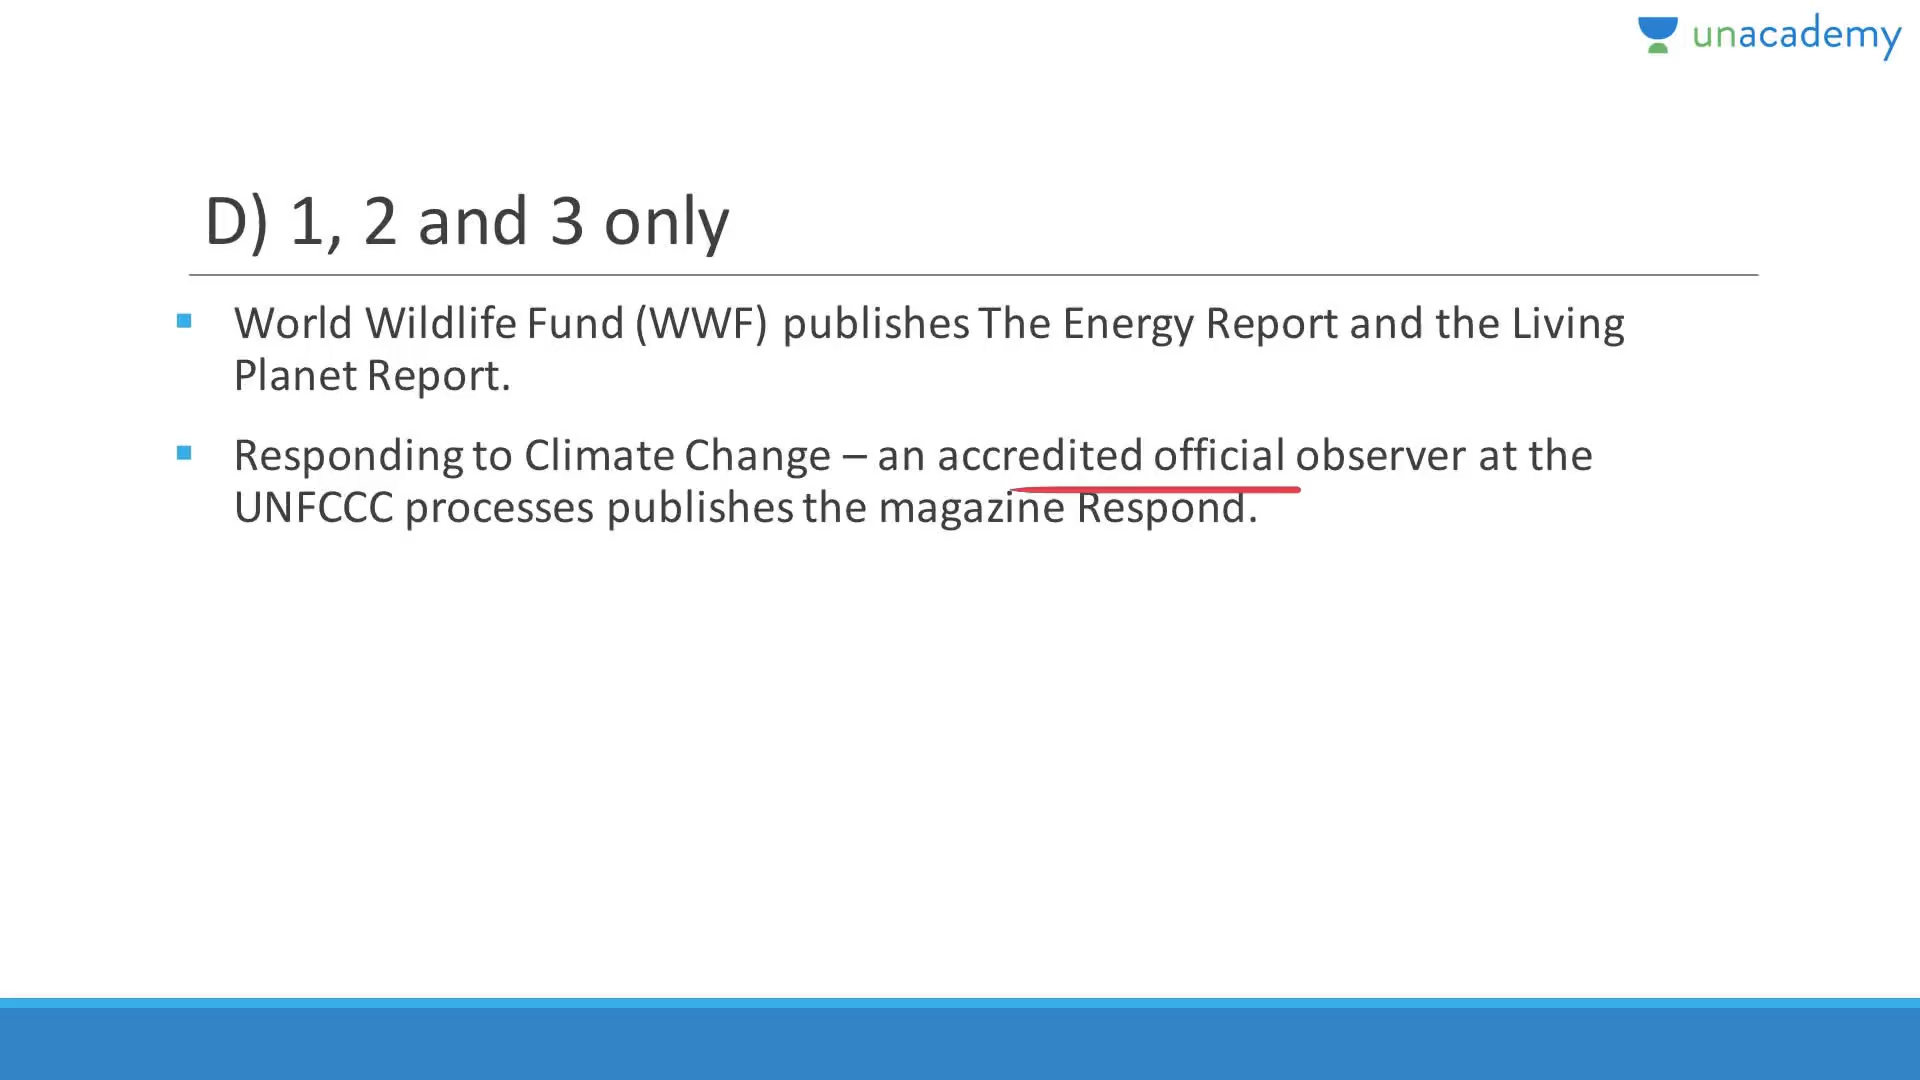 unacademy
D) 1, 2 and 3 only
World Wildlife Fund (WWF) publishes The Energy Report and the Living
Planet Report.
Responding to Climate Change – an accredited official observer at the
UNFCCC processes publishes the magazine Respond.